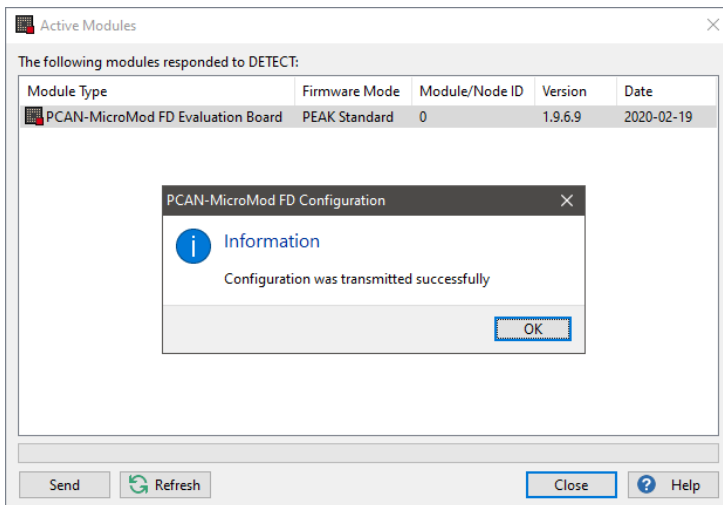 Active Modules
The following modules responded to DETECT:
Module Type Firmware Mode Module/Node ID Version Date
PCAN-MicroMod FD Evaluation Board PEAK Standard 0 1.9.6.9 2020-02-19
PCAN-MicroMod FD Configuration
Information
Configuration was transmitted successfully
OK
Send Refresh Close Help